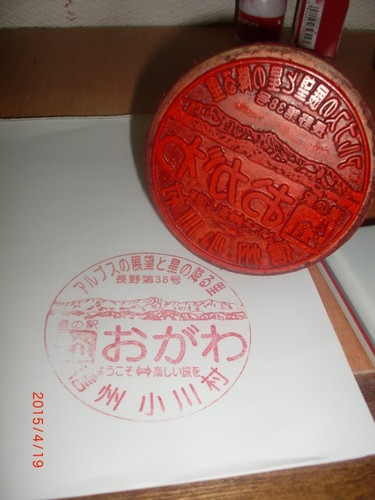 アルプスの展望と星の降る里
長野第38号
道の駅
おがわ
ようこそ⇔楽しい旅を
信州 小川村
2015/4/19